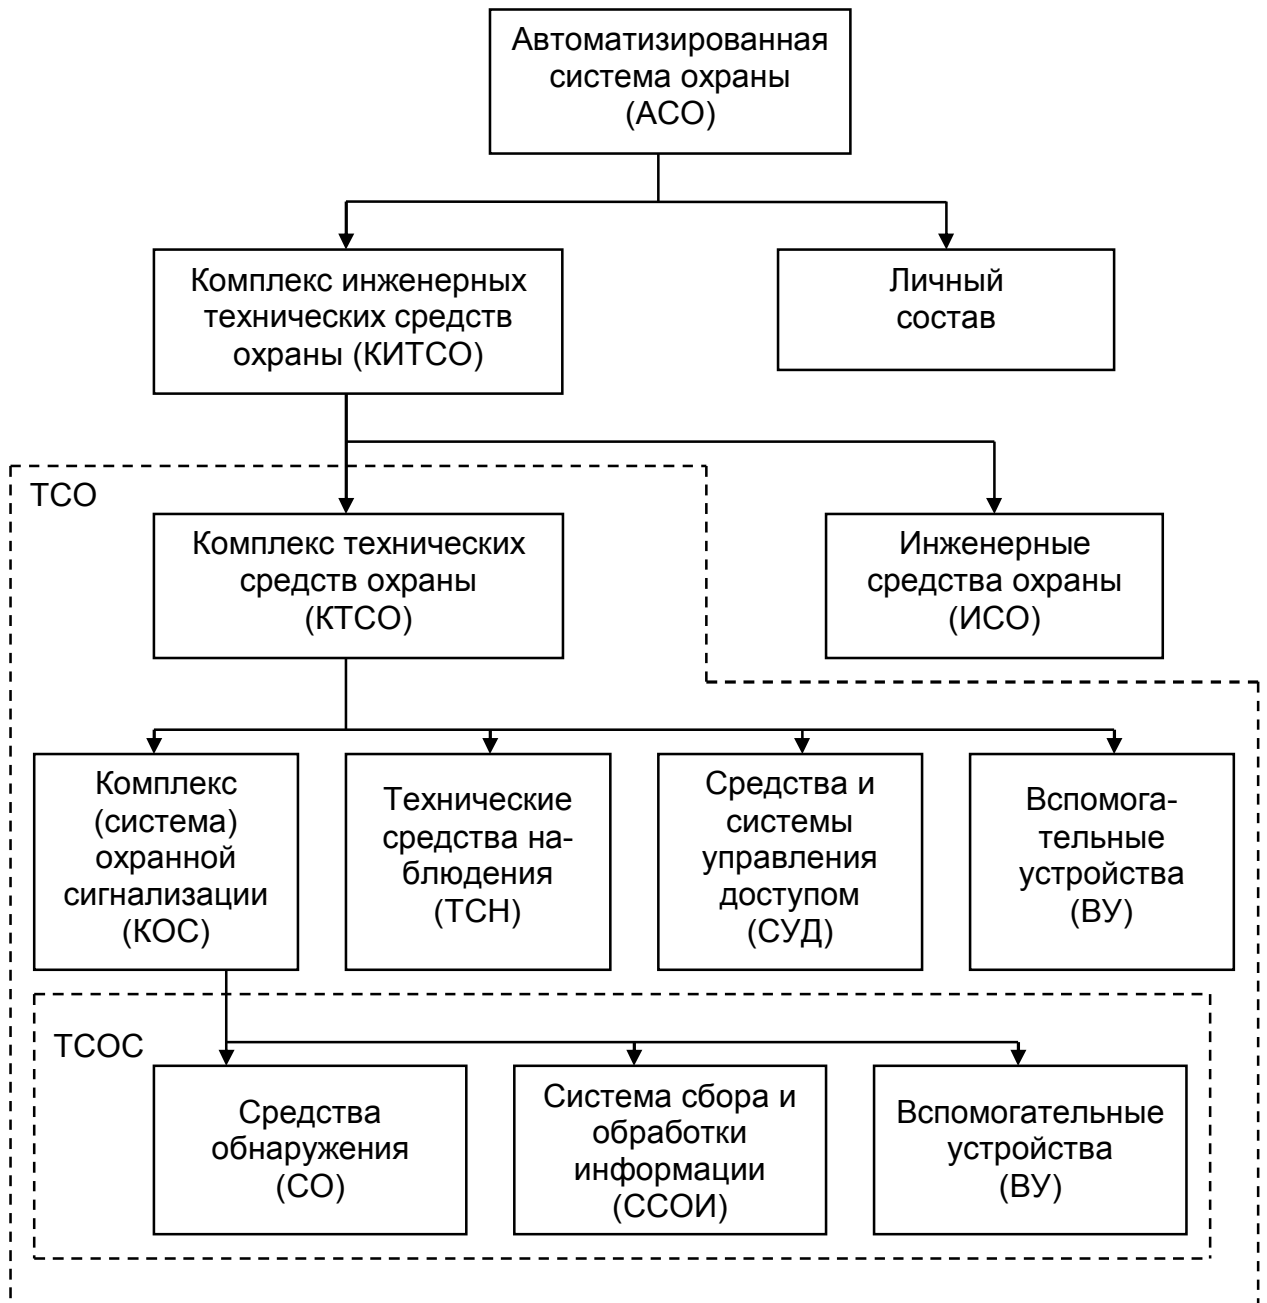 Автоматизированная
система охраны
(АСО)
Комплекс инженерных
технических средств
охраны (КИТСО)
Личный
состав
ТСО
Комплекс технических
средств охраны
(КТСО)
Инженерные
средства охраны
(ИСО)
Комплекс
(система)
охранной
сигнализации
(КОС)
Технические
средства на-
блюдения
(ТСН)
Средства и
системы
управления
доступом
(СУД)
Вспомога-
тельные
устройства
(ВУ)
ТСОС
Средства
обнаружения
(СО)
Система сбора и
обработки
информации
(ССОИ)
Вспомогательные
устройства
(ВУ)